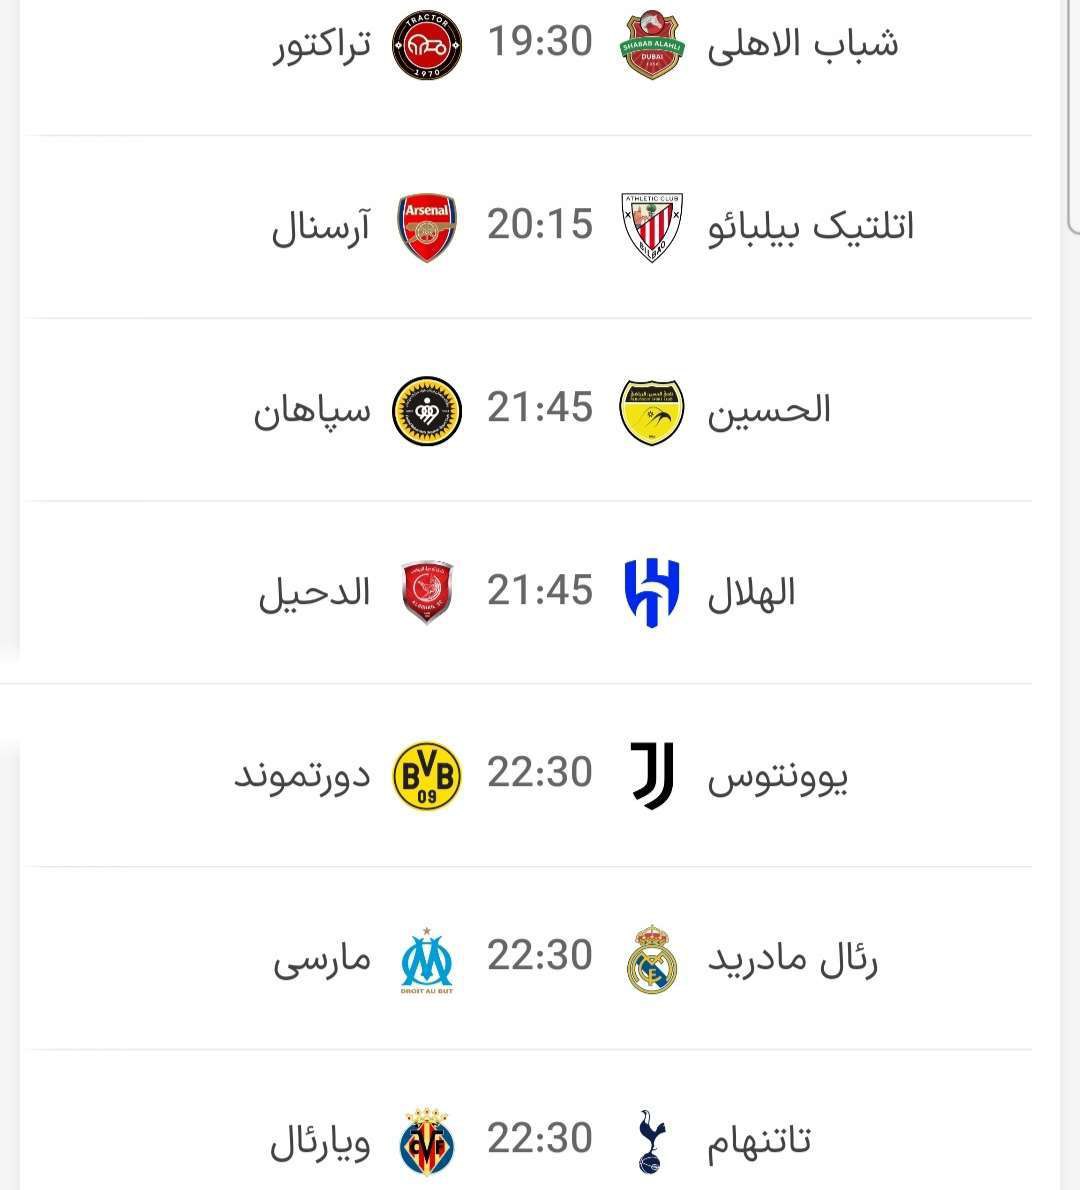 شباب الاهلی 19:30 تراکتور
TRACTOR
1970
SHABAB ALAHLI
DUBAI
اتلتیک بیلبائو 20:15 آرسنال
ATHLETIC CLUB
BILBAO
Arsenal
الحسین 21:45 سپاهان
الهلال 21:45 الدحیل
یوونتوس 22:30 دورتموند
BVB
09
رئال مادرید 22:30 مارسی
DROIT AU BUT
تاتنهام 22:30 ویارئال
CVF